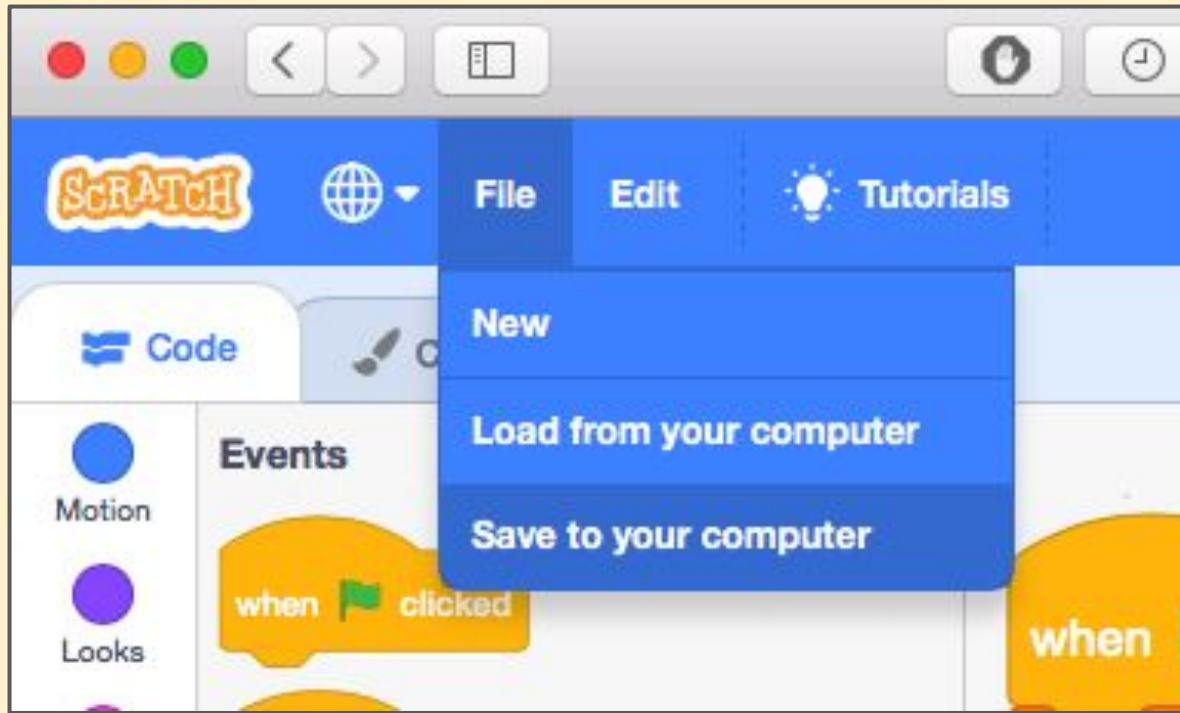 SCRATCH File Edit Tutorials
New
Code C
Load from your computer
Events
Motion
Save to your computer
when clicked
Looks
when